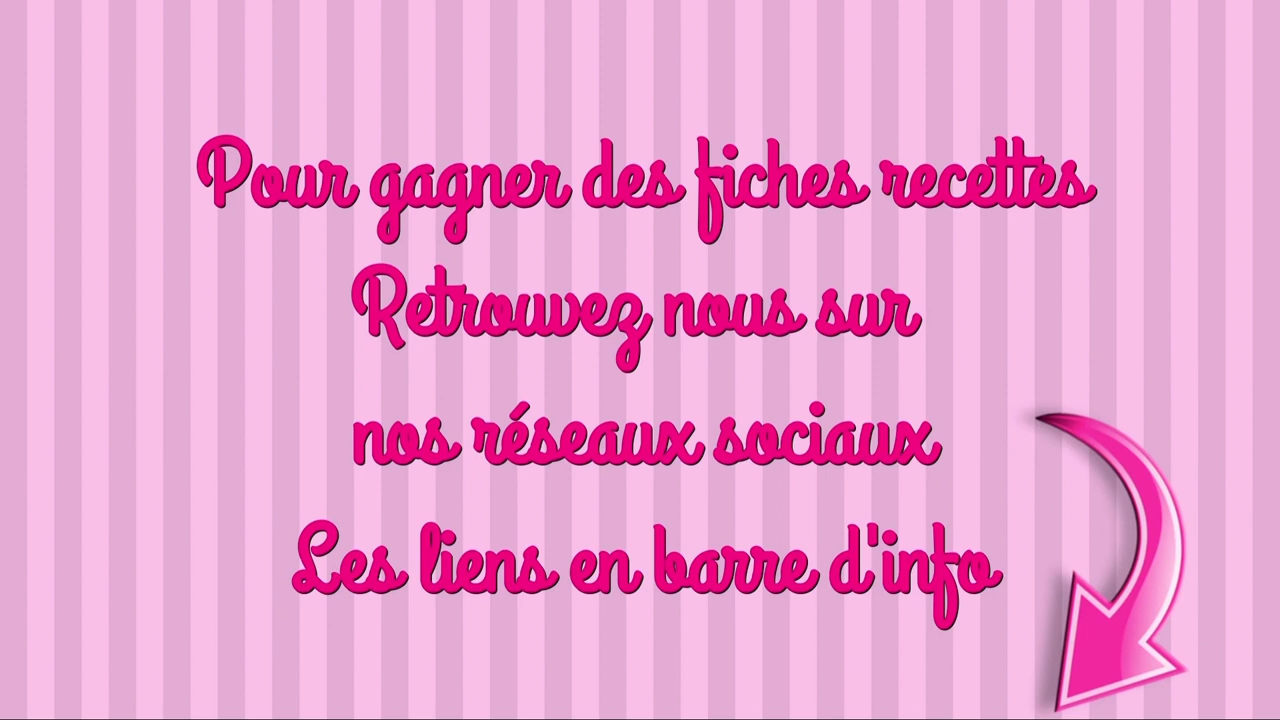 Pour gagner des fiches recettes
Retrouvez nous sur
nos réseaux sociaux
Les liens en barre d'info